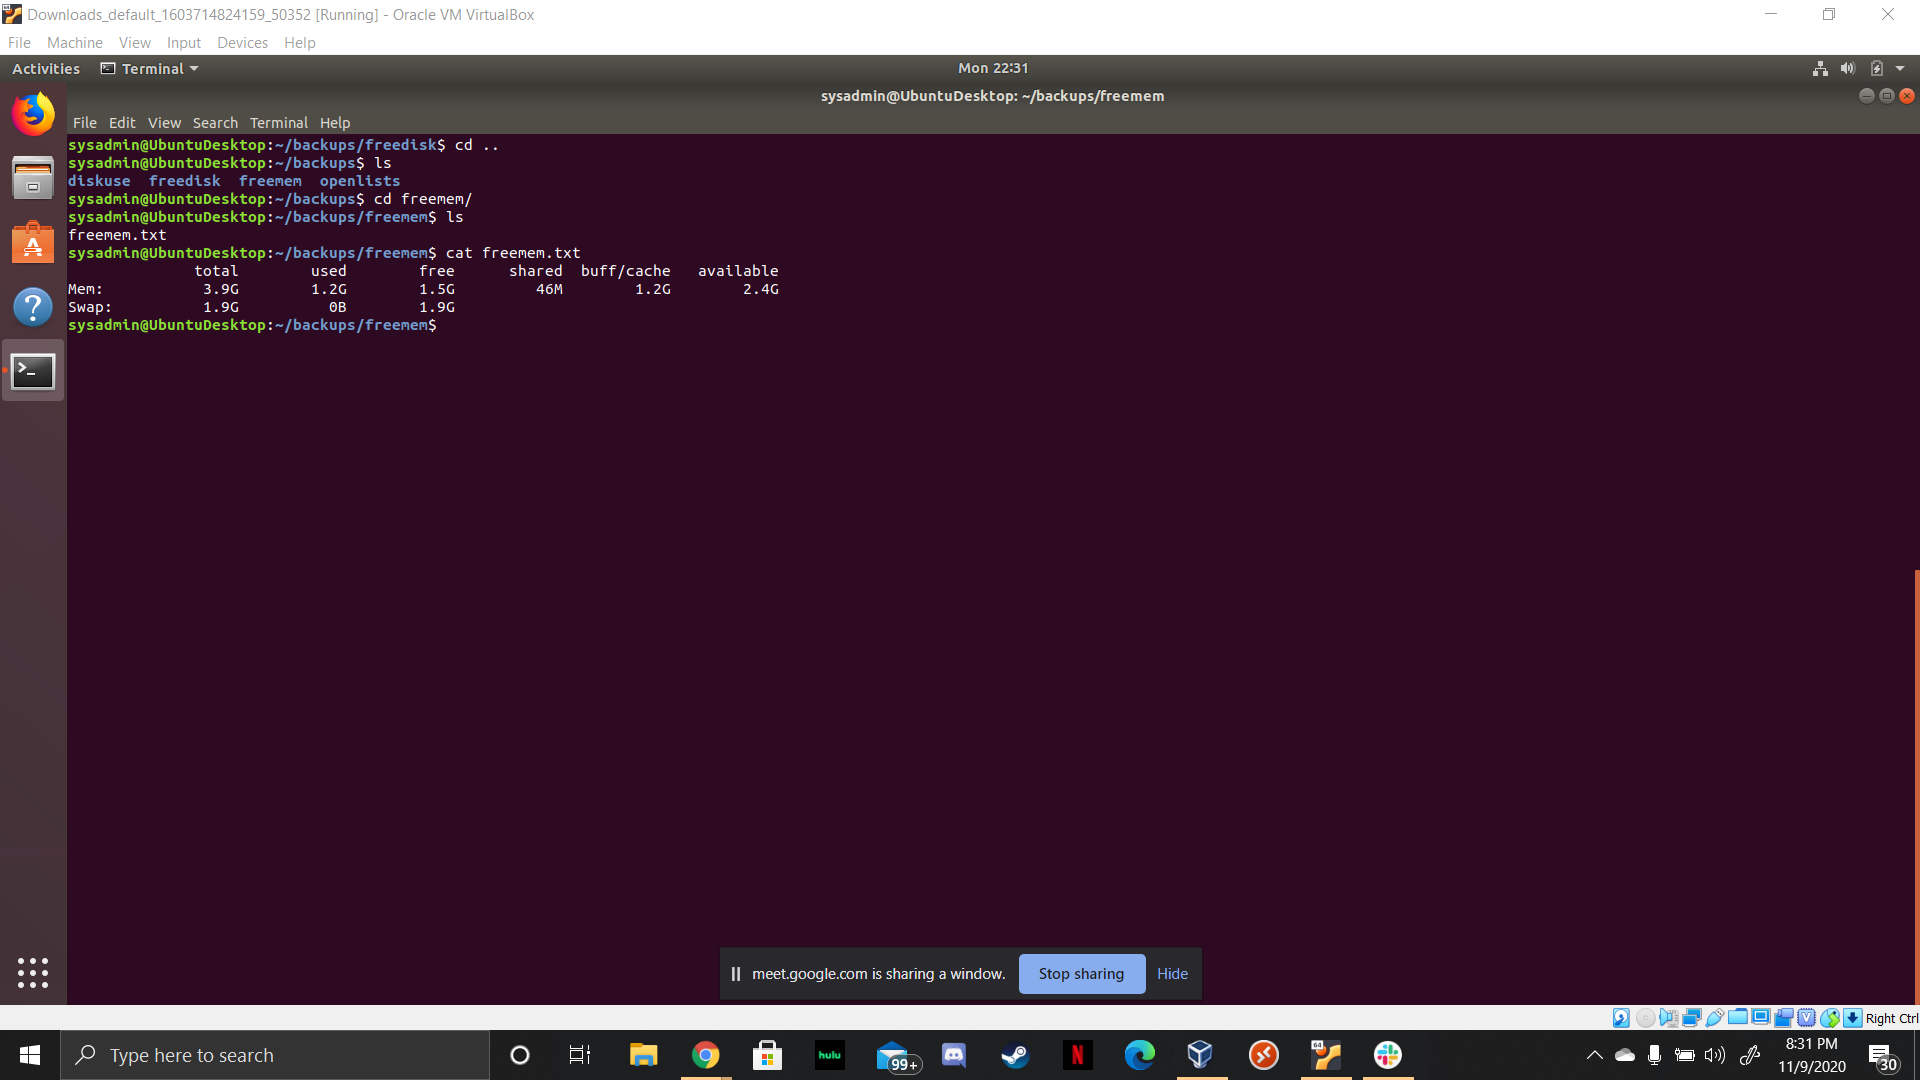 Downloads_default_1603714824159_50352 [Running] - Oracle VM VirtualBox
File Machine View Input Devices Help
Activities Terminal Mon 22:31
sysadmin@UbuntuDesktop: ~/backups/freemem
File Edit View Search Terminal Help
sysadmin@UbuntuDesktop:~/backups/freedisk$ cd ..
sysadmin@UbuntuDesktop:~/backups$ ls
diskuse freedisk freemem openlists
sysadmin@UbuntuDesktop:~/backups$ cd freemem/
sysadmin@UbuntuDesktop:~/backups/freemem$ ls
freemem.txt
sysadmin@UbuntuDesktop:~/backups/freemem$ cat freemem.txt
total used free shared buff/cache available
Mem: 3.9G 1.2G 1.5G 46M 1.2G 2.4G
Swap: 1.9G 0B 1.9G
sysadmin@UbuntuDesktop:~/backups/freemem$
meet.google.com is sharing a window. Stop sharing Hide
Right Ctrl
Type here to search hulu 99+ N 64 8:31 PM 30
11/9/2020